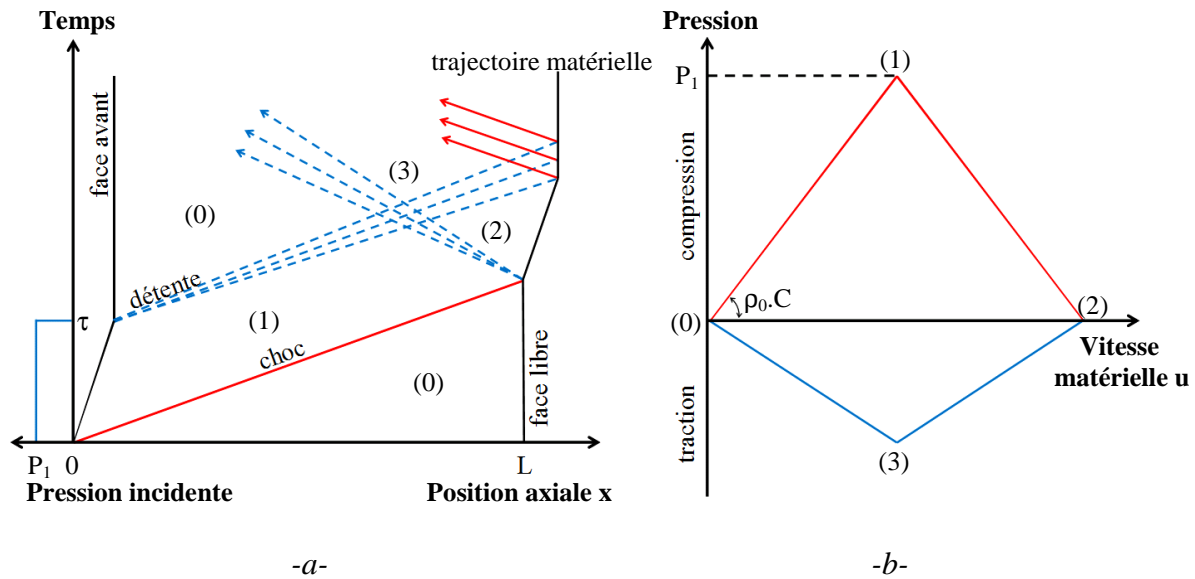 Temps
trajectoire matérielle
face avant
(3)
(0)
(2)
détente
τ
(1)
choc
(0)
face libre
P₁ 0
L
Pression incidente
Position axiale x
-a-
Pression
P₁
(1)
compression
ρ₀.C
(0)
(2)
Vitesse
matérielle u
traction
(3)
-b-